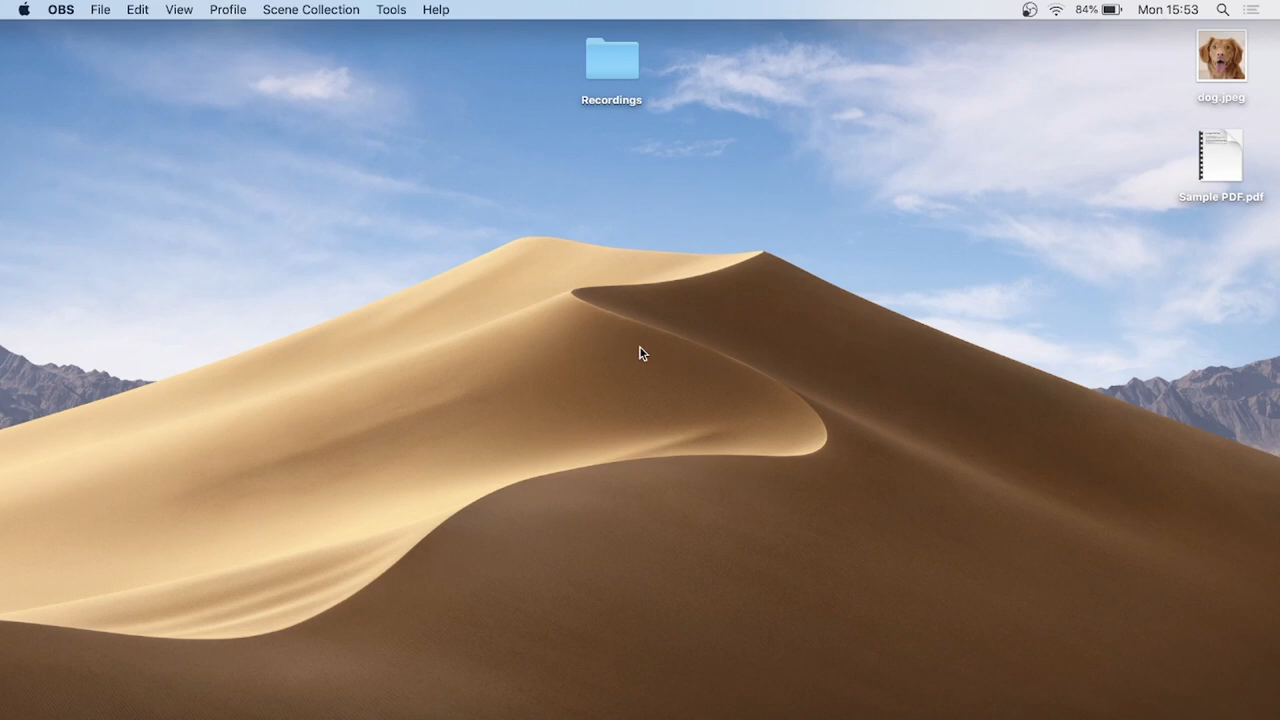 OBS File Edit View Profile Scene Collection Tools Help 84% Mon 15:53
Recordings
dog.jpeg
Sample PDF.pdf